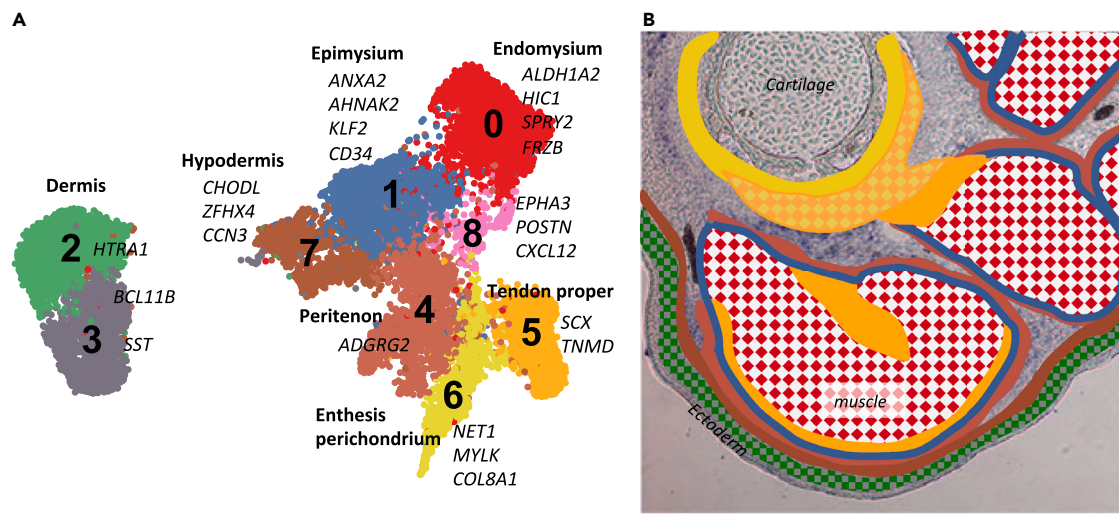 A
B
Epimysium
ANXA2
AHNAK2
KLF2
CD34
Endomysium
ALDH1A2
HIC1
SPRY2
FRZB
0
Hypodermis
CHODL
ZFHX4
CCN3
1
EPHA3
POSTN
CXCL12
8
7
Dermis
2
HTRA1
BCL11B
3
SST
Peritenon
ADGRG2
4
Tendon proper
5
SCX
TNMD
6
Enthesis
perichondrium
NET1
MYLK
COL8A1
Cartilage
muscle
Ectoderm